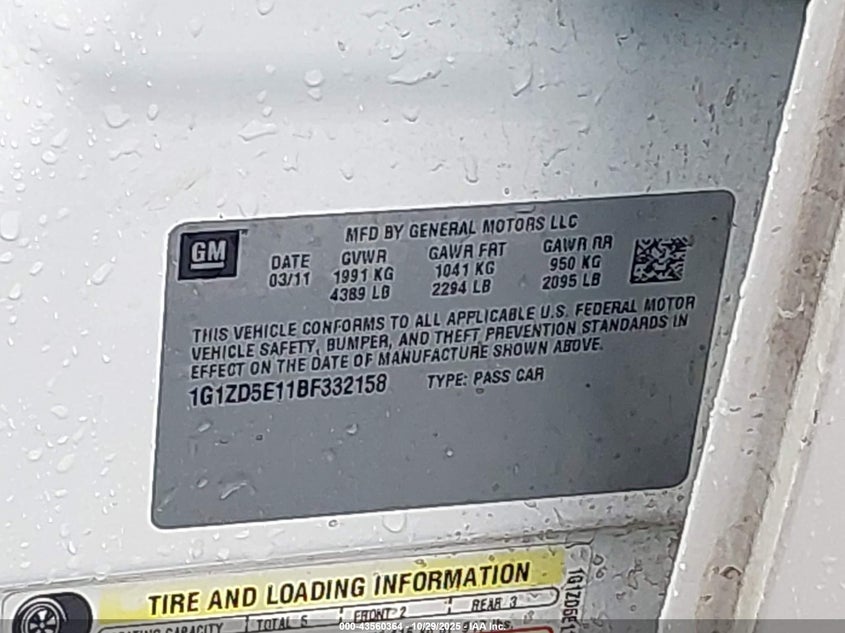 MFD BY GENERAL MOTORS LLC
GM
DATE GVWR GAWR FRT GAWR RR
03/11 1991 KG 1041 KG 950 KG
4389 LB 2294 LB 2095 LB
THIS VEHICLE CONFORMS TO ALL APPLICABLE U.S. FEDERAL MOTOR
VEHICLE SAFETY, BUMPER, AND THEFT PREVENTION STANDARDS IN
EFFECT ON THE DATE OF MANUFACTURE SHOWN ABOVE.
1G1ZD5E11BF332158 TYPE: PASS CAR
TIRE AND LOADING INFORMATION
SEATING CAPACITY TOTAL 5 FRONT 2 REAR 3
1G1ZD5E1
000-43560364 - 10/29/2025 - IAA Inc.